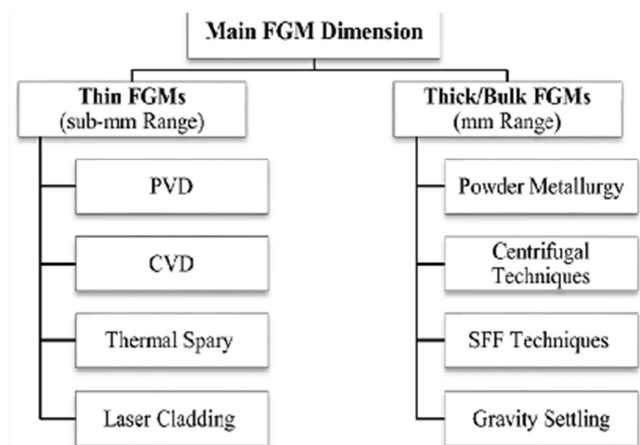 Main FGM Dimension
Thin FGMs
(sub-mm Range)
PVD
CVD
Thermal Spary
Laser Cladding
Thick/Bulk FGMs
(mm Range)
Powder Metallurgy
Centrifugal
Techniques
SFF Techniques
Gravity Settling